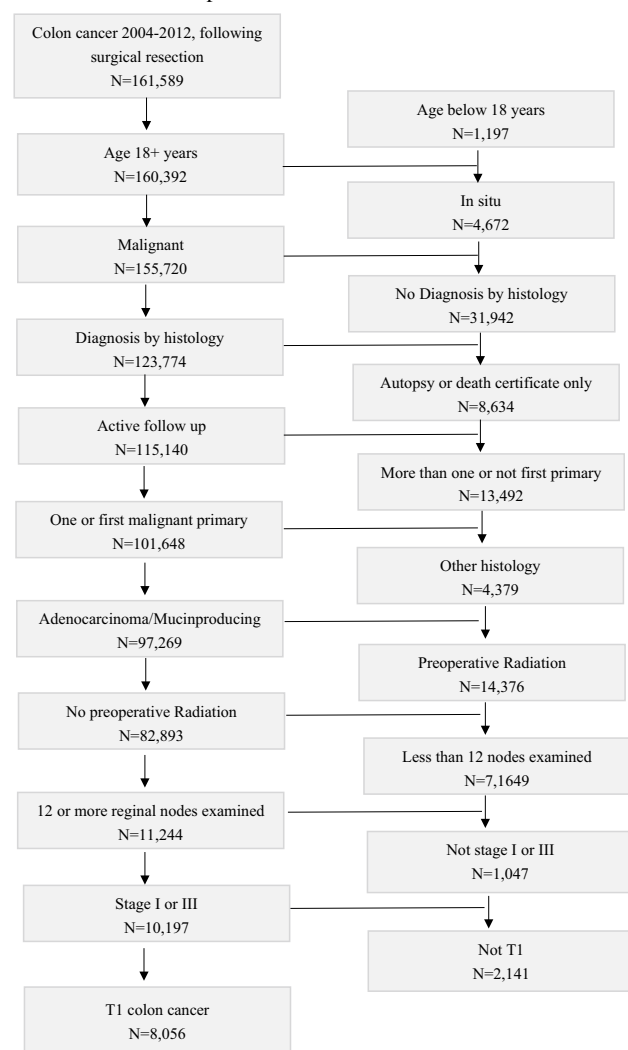 Colon cancer 2004-2012, following
surgical resection
N=161,589
Age below 18 years
N=1,197
Age 18+ years
N=160,392
In situ
N=4,672
Malignant
N=155,720
No Diagnosis by histology
N=31,942
Diagnosis by histology
N=123,774
Autopsy or death certificate only
N=8,634
Active follow up
N=115,140
More than one or not first primary
N=13,492
One or first malignant primary
N=101,648
Other histology
N=4,379
Adenocarcinoma/Mucinproducing
N=97,269
Preoperative Radiation
N=14,376
No preoperative Radiation
N=82,893
Less than 12 nodes examined
N=7,1649
12 or more reginal nodes examined
N=11,244
Not stage I or III
N=1,047
Stage I or III
N=10,197
Not T1
N=2,141
T1 colon cancer
N=8,056